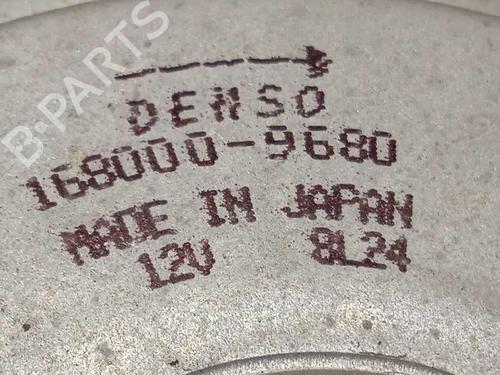 B-PARTS
DENSO
168000-9680
MADE IN JAPAN
12V 8L24